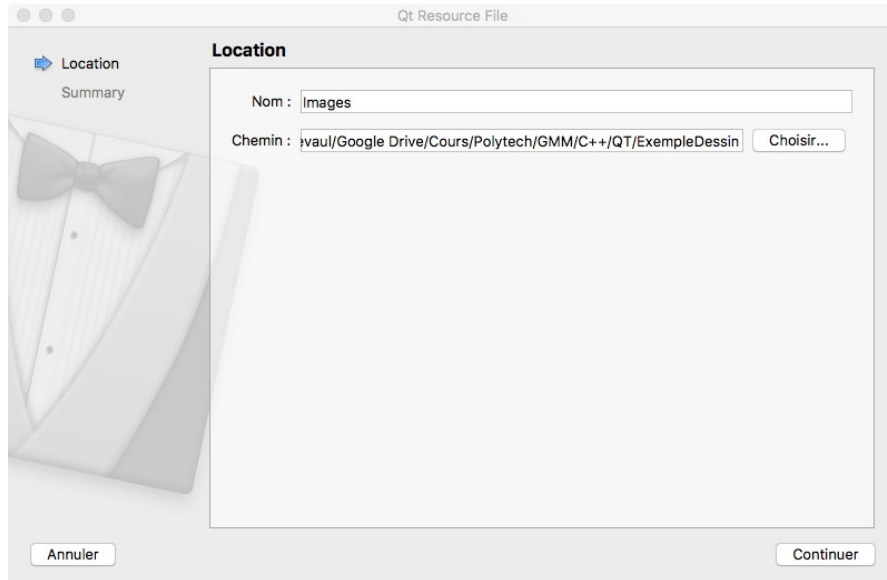 Qt Resource File
Location
Location
Summary
Nom : Images
Chemin : evaul/Google Drive/Cours/Polytech/GMM/C++/QT/ExempleDessin Choisir...
Annuler Continuer